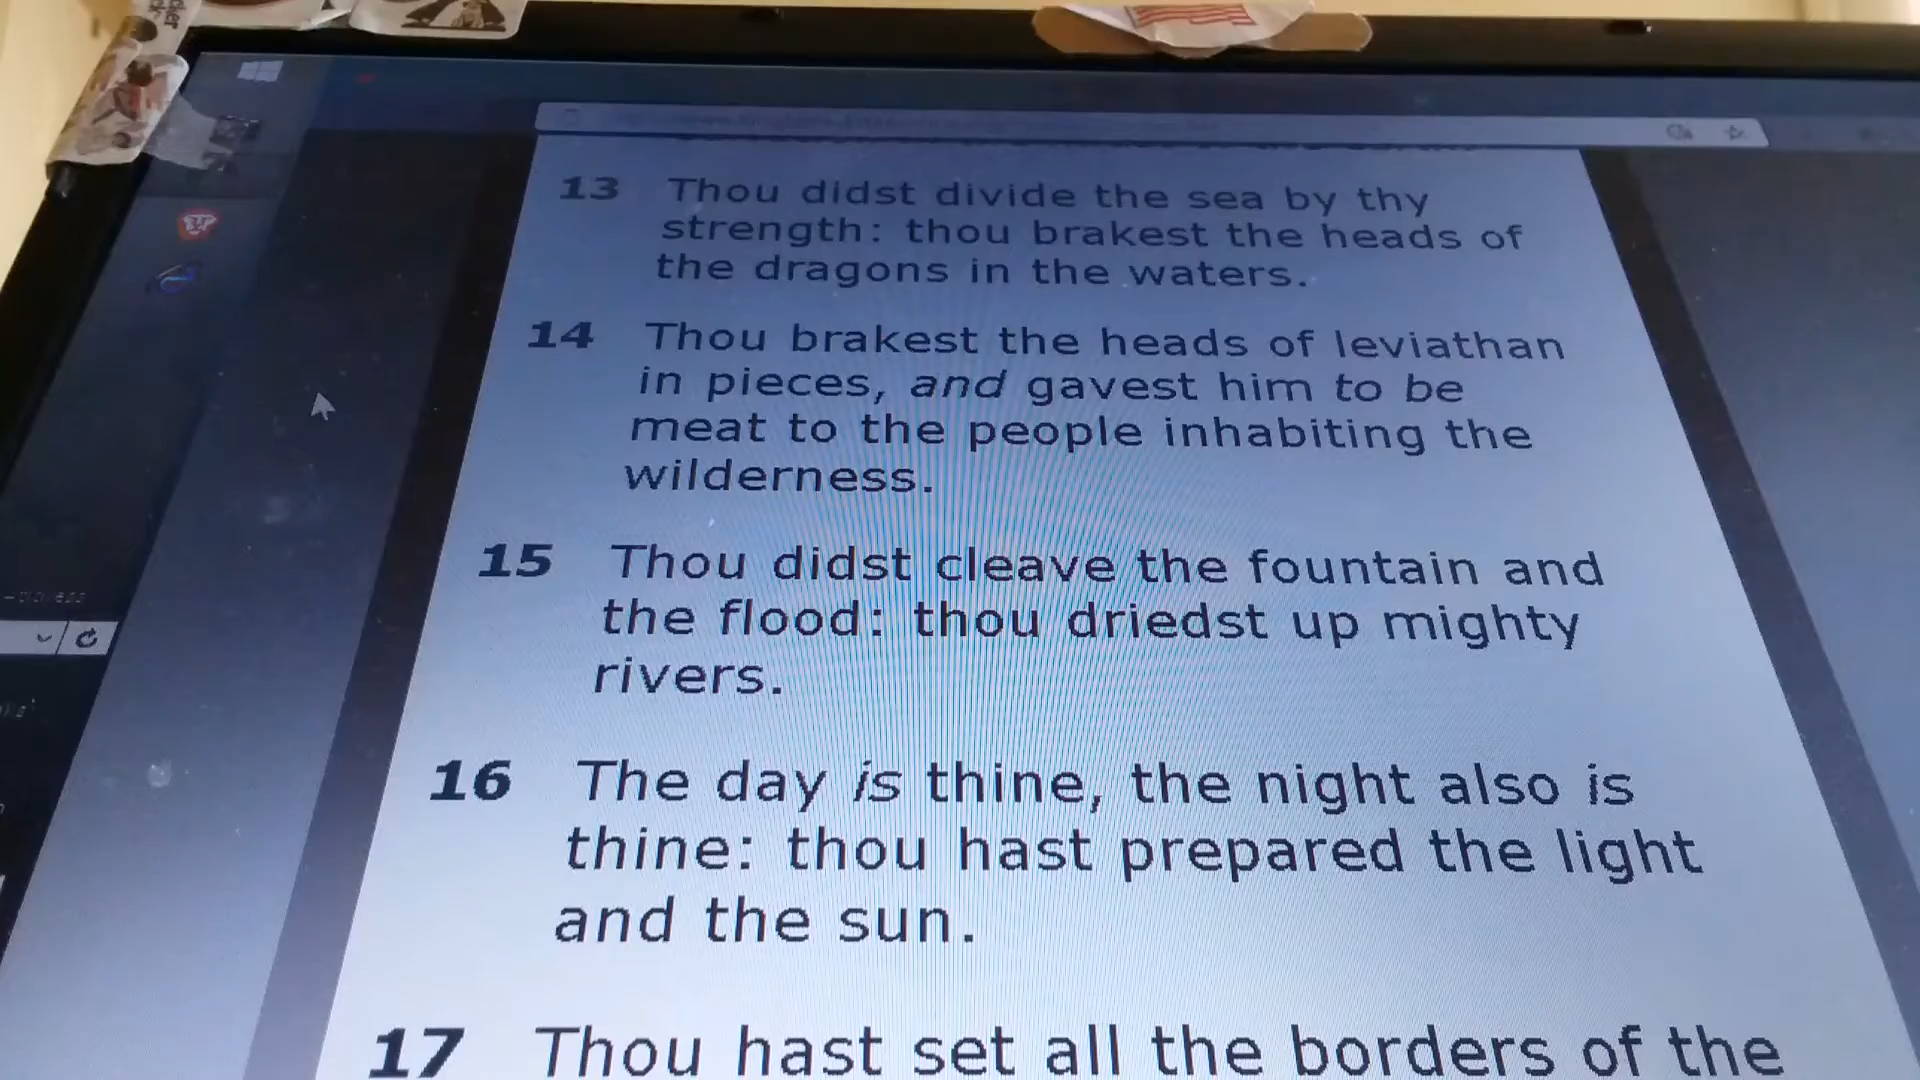 13 Thou didst divide the sea by thy
strength: thou brakest the heads of
the dragons in the waters.
14 Thou brakest the heads of leviathan
in pieces, and gavest him to be
meat to the people inhabiting the
wilderness.
15 Thou didst cleave the fountain and
the flood: thou driedst up mighty
rivers.
16 The day is thine, the night also is
thine: thou hast prepared the light
and the sun.
17 Thou hast set all the borders of the